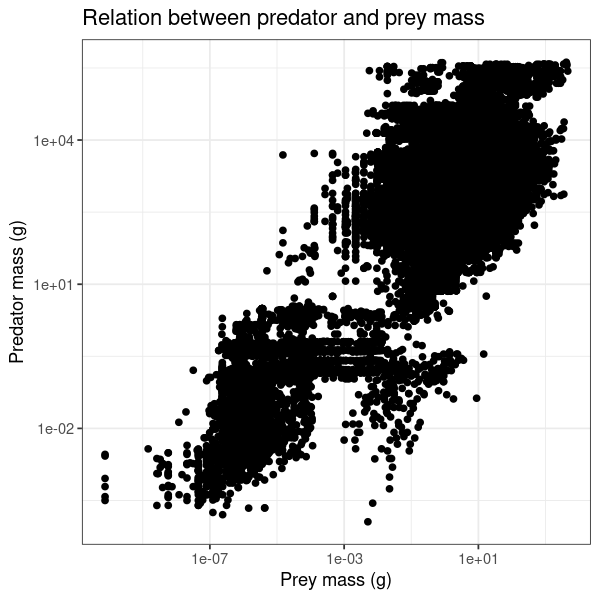 Relation between predator and prey mass
Predator mass (g)
1e+04
1e+01
1e-02
1e-07
1e-03
1e+01
Prey mass (g)